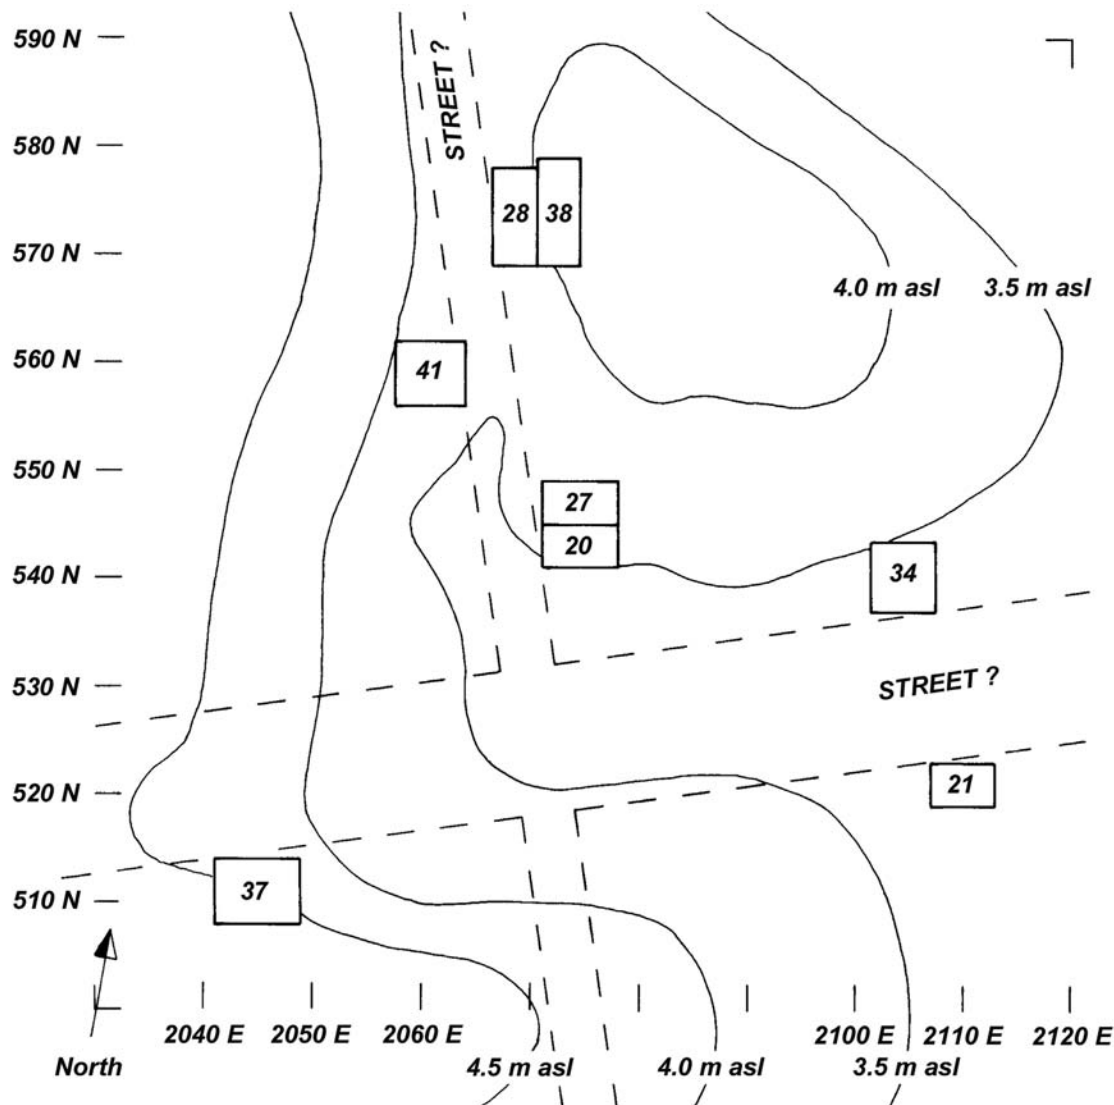 590 N
STREET ?
580 N
28 38
570 N
4.0 m asl 3.5 m asl
560 N
41
550 N
27
20
540 N
34
530 N
STREET ?
520 N
21
510 N
37
2040 E 2050 E 2060 E 2100 E 2110 E 2120 E
North
4.5 m asl 4.0 m asl 3.5 m asl